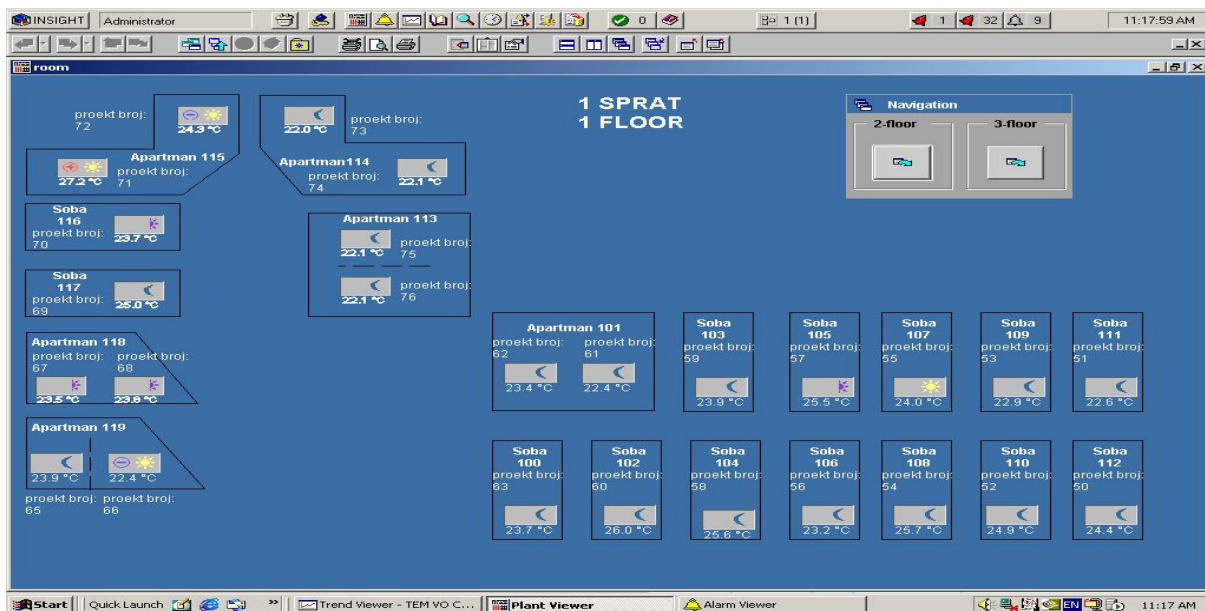 INSIGHT Administrator 0 1 (1) 1 32 9 11:17:59 AM
room
1 SPRAT
1 FLOOR
Navigation
2-floor 3-floor
proekt broj:
72
24.3 °C
Apartman 115
27.2 °C
proekt broj:
71
22.0 °C
proekt broj:
73
Apartman114
proekt broj:
74
22.1 °C
Soba
116
proekt broj:
70
23.7 °C
Apartman 113
22.1 °C
proekt broj:
75
22.1 °C
proekt broj:
76
Soba
117
proekt broj:
69
25.0 °C
Apartman 118
proekt broj: proekt broj:
67 68
23.5 °C 23.8 °C
Apartman 119
23.9 °C 22.4 °C
proekt broj: proekt broj:
65 66
Apartman 101
proekt broj: proekt broj:
62 61
23.4 °C 22.4 °C
Soba
103
proekt broj:
59
23.9 °C
Soba
105
proekt broj:
57
25.5 °C
Soba
107
proekt broj:
55
24.0 °C
Soba
109
proekt broj:
53
22.9 °C
Soba
111
proekt broj:
51
22.6 °C
Soba
100
proekt broj:
63
23.7 °C
Soba
102
proekt broj:
60
26.0 °C
Soba
104
proekt broj:
58
25.6 °C
Soba
106
proekt broj:
56
23.2 °C
Soba
108
proekt broj:
54
25.7 °C
Soba
110
proekt broj:
52
24.9 °C
Soba
112
proekt broj:
50
24.4 °C
Start Quick Launch » Trend Viewer - TEM VO C... Plant Viewer Alarm Viewer EN 11:17 AM